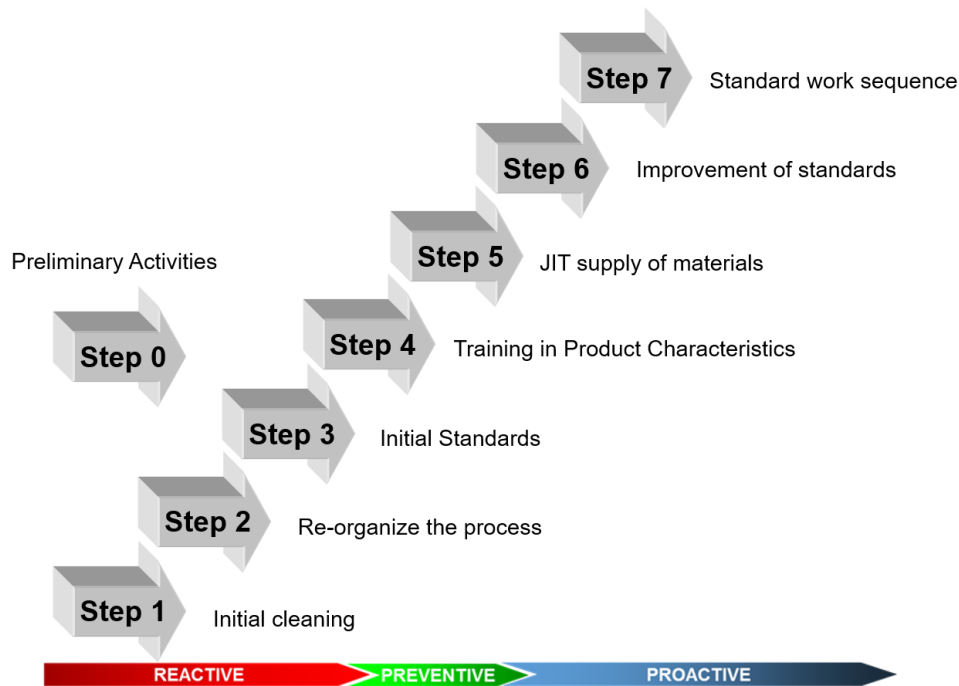 Step 7
Standard work sequence
Step 6
Improvement of standards
Preliminary Activities
Step 5
JIT supply of materials
Step 0
Step 4
Training in Product Characteristics
Step 3
Initial Standards
Step 2
Re-organize the process
Step 1
Initial cleaning
REACTIVE
PREVENTIVE
PROACTIVE